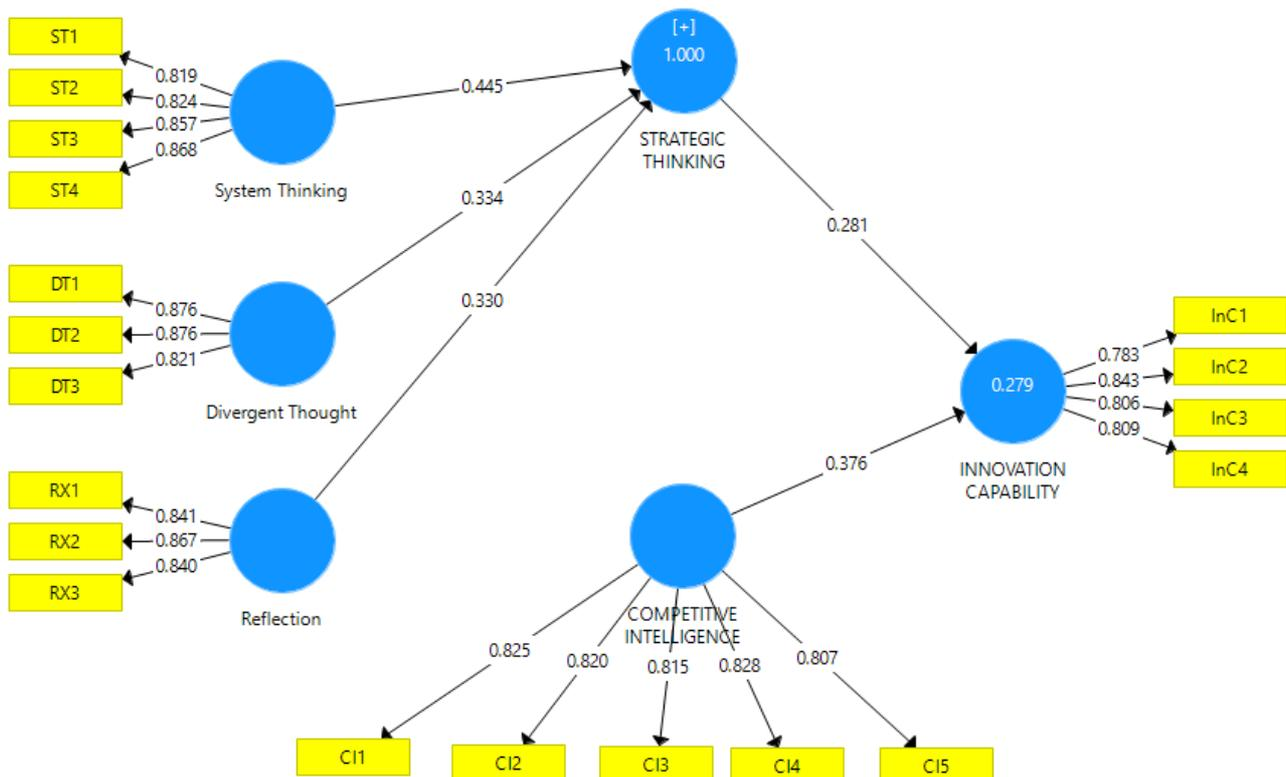 ST1
ST2
ST3
ST4
0.819
0.824
0.857
0.868
System Thinking
0.445
[+]
1.000
STRATEGIC
THINKING
DT1
DT2
DT3
0.876
0.876
0.821
Divergent Thought
0.334
RX1
RX2
RX3
0.841
0.867
0.840
Reflection
0.330
0.281
0.279
INNOVATION
CAPABILITY
InC1
InC2
InC3
InC4
0.783
0.843
0.806
0.809
0.376
COMPETITIVE
INTELLIGENCE
0.825
0.820
0.815
0.828
0.807
CI1
CI2
CI3
CI4
CI5